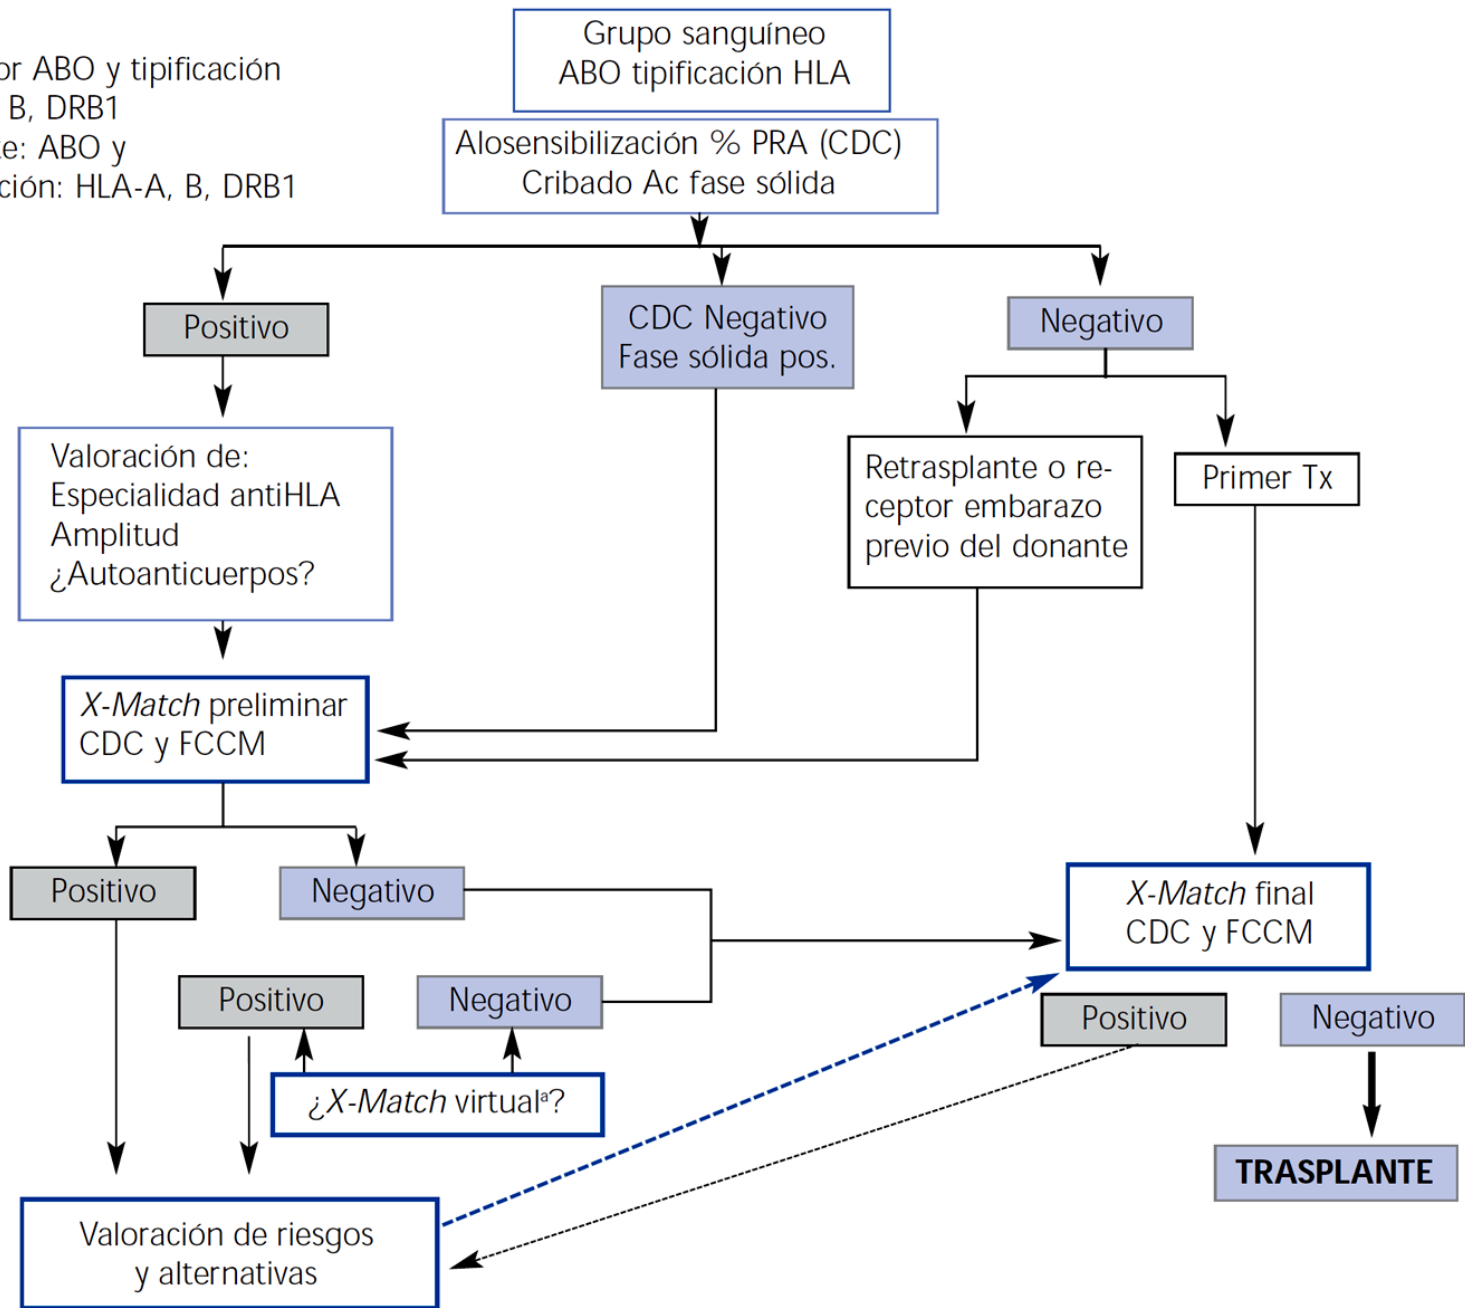 Grupo sanguíneo
ABO tipificación HLA
or ABO y tipificación
B, DRB1
te: ABO y
ción: HLA-A, B, DRB1
Alosensibilización % PRA (CDC)
Cribado Ac fase sólida
Positivo
CDC Negativo
Fase sólida pos.
Negativo
Valoración de:
Especialidad antiHLA
Amplitud
¿Autoanticuerpos?
Retrasplante o re-
ceptor embarazo
previo del donante
Primer Tx
X-Match preliminar
CDC y FCCM
Positivo
Negativo
X-Match final
CDC y FCCM
Positivo
Negativo
Positivo
Negativo
¿X-Match virtualª?
TRASPLANTE
Valoración de riesgos
y alternativas